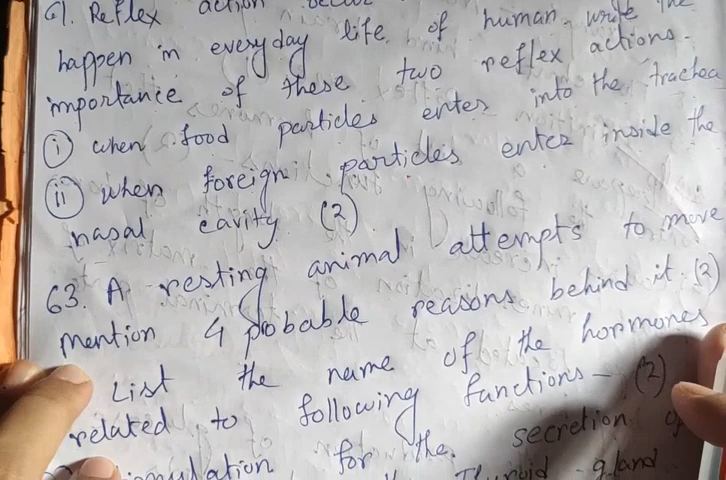 61. Reflex action
happen in everyday life of human. write the
importance of these two reflex actions.
(i) when food particles enter into the trachea
(ii) when foreign particles enter inside the
nasal cavity (2)
63. A resting animal attempts to move
mention 4 probable reasons behind it. (2)
List the name of the hormones
related to following functions - (2)
for the secretion of
Thyroid gland